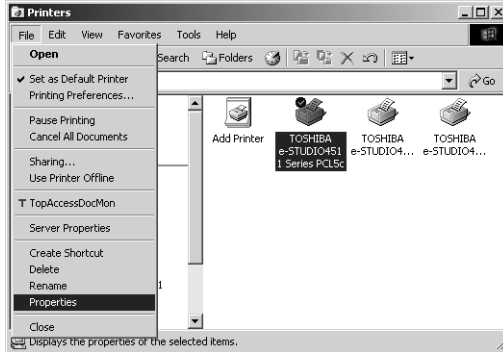 Printers
File Edit View Favorites Tools Help
Open
Search Folders
Set as Default Printer
Printing Preferences...
Go
Pause Printing
Cancel All Documents
Sharing...
Use Printer Offline
TopAccessDocMon
Server Properties
Create Shortcut
Delete
Rename
Properties
Close
Add Printer
TOSHIBA
e-STUDIO451
1 Series PCL5c
TOSHIBA
e-STUDIO4...
TOSHIBA
e-STUDIO4...
1
Displays the properties of the selected items.